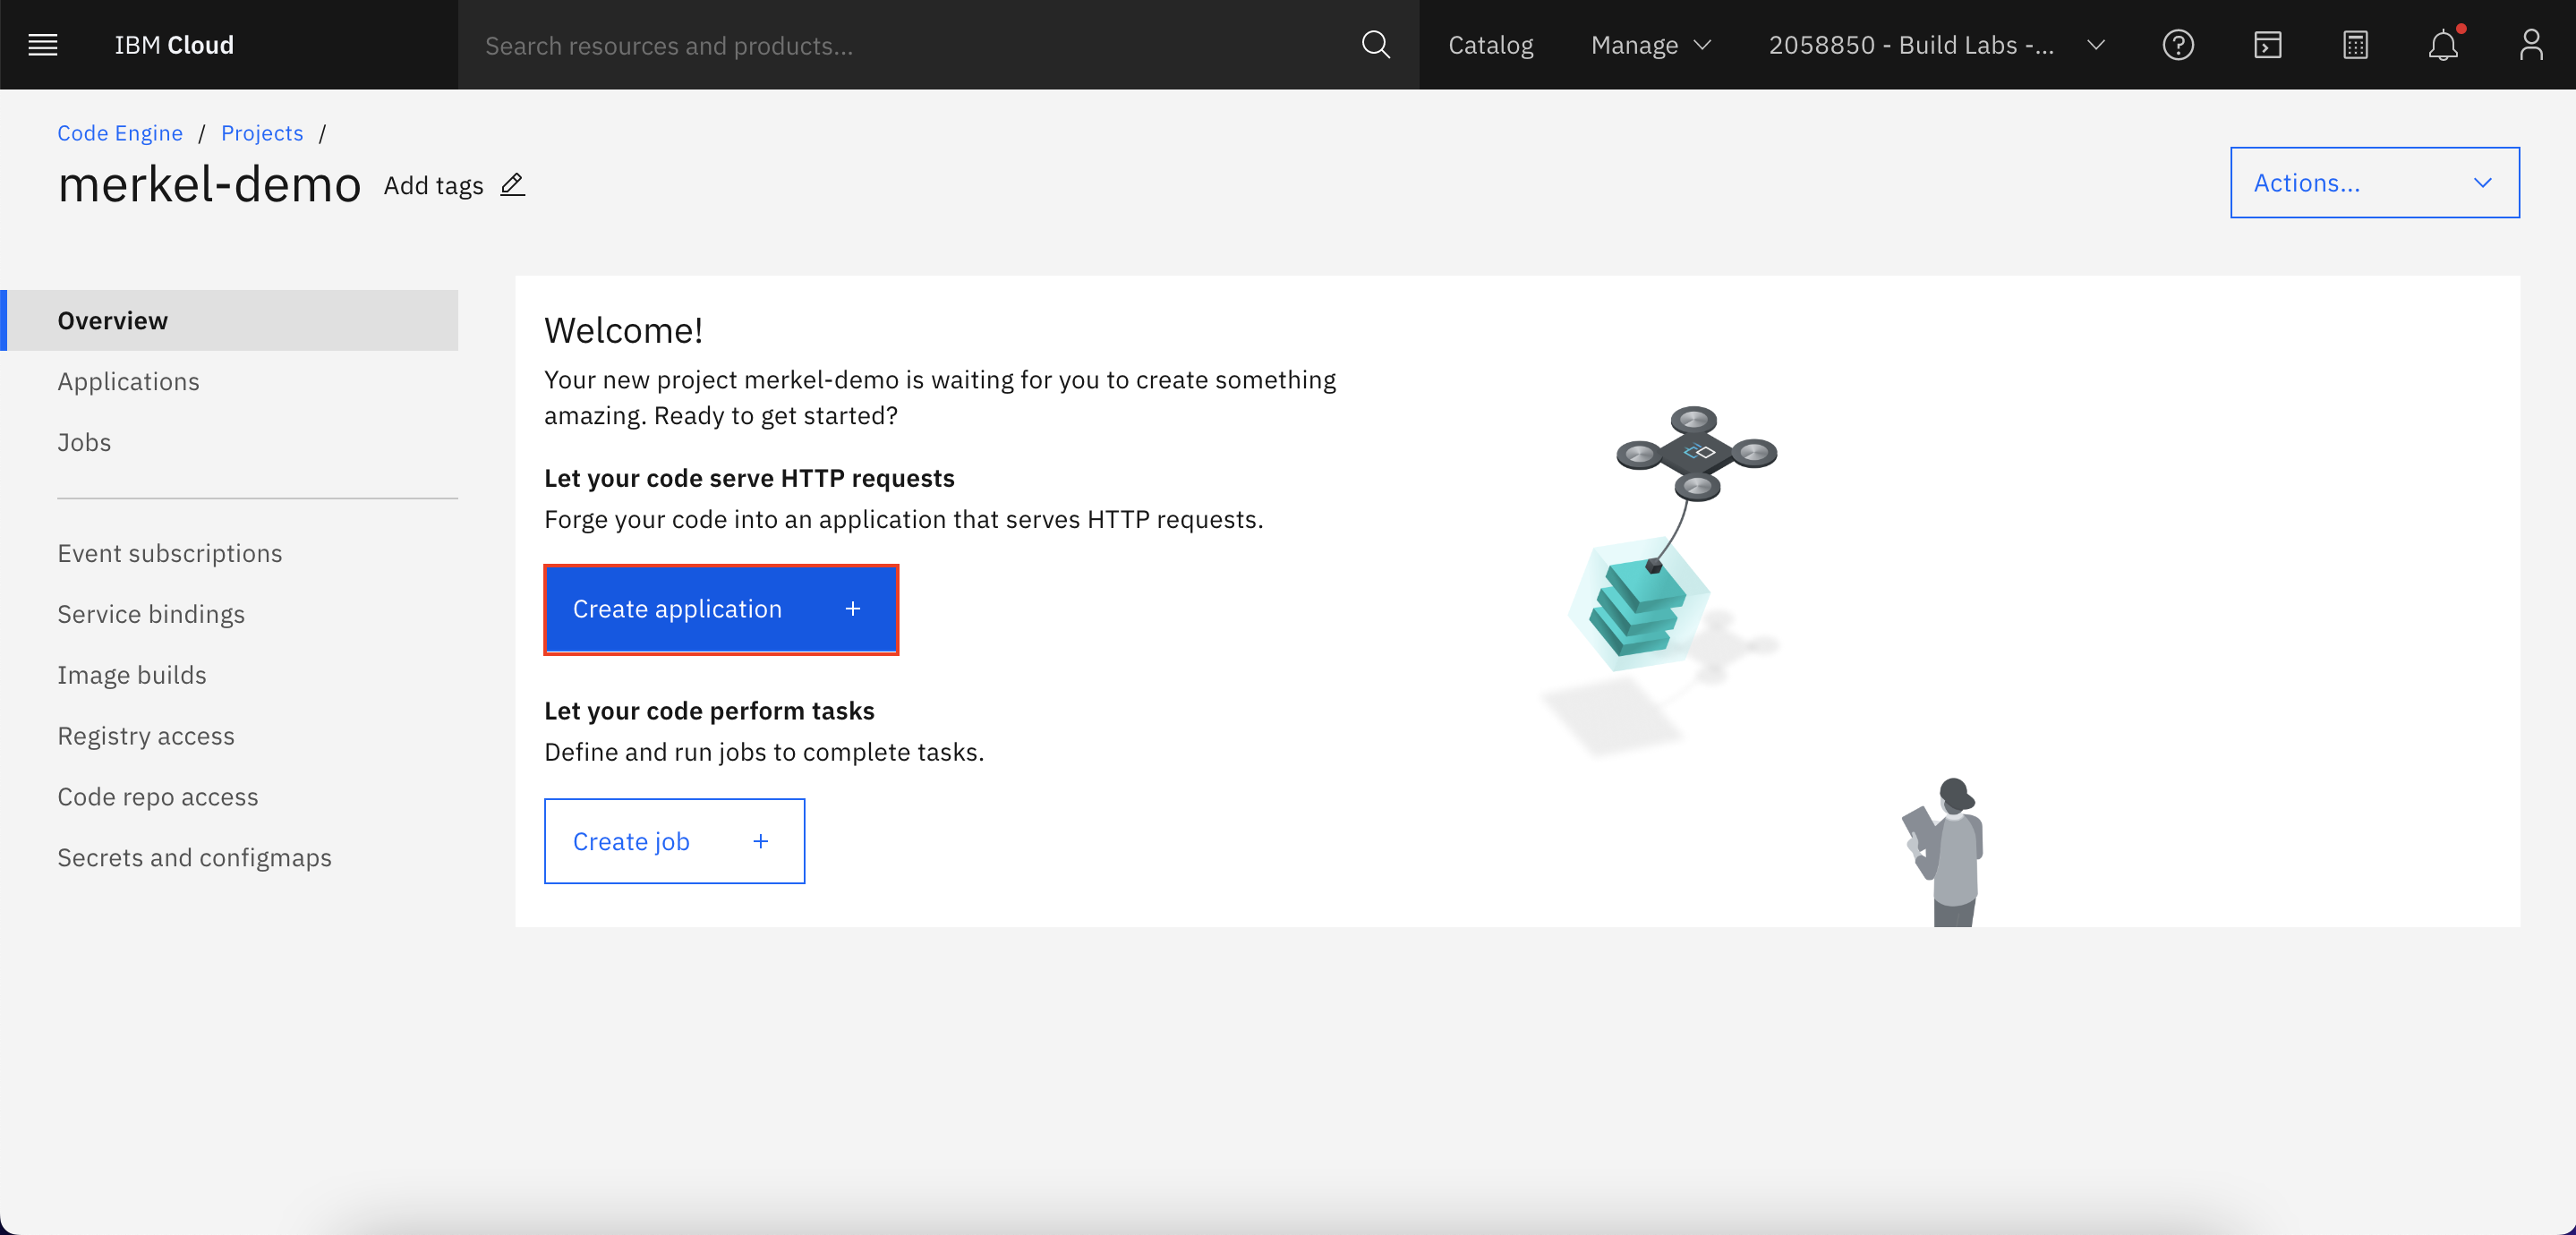 IBM Cloud
Search resources and products...
Catalog
Manage
2058850 - Build Labs -...
Code Engine / Projects /
merkel-demo
Add tags
Actions...
Overview
Applications
Jobs
Event subscriptions
Service bindings
Image builds
Registry access
Code repo access
Secrets and configmaps
Welcome!
Your new project merkel-demo is waiting for you to create something
amazing. Ready to get started?
Let your code serve HTTP requests
Forge your code into an application that serves HTTP requests.
Create application +
Let your code perform tasks
Define and run jobs to complete tasks.
Create job +